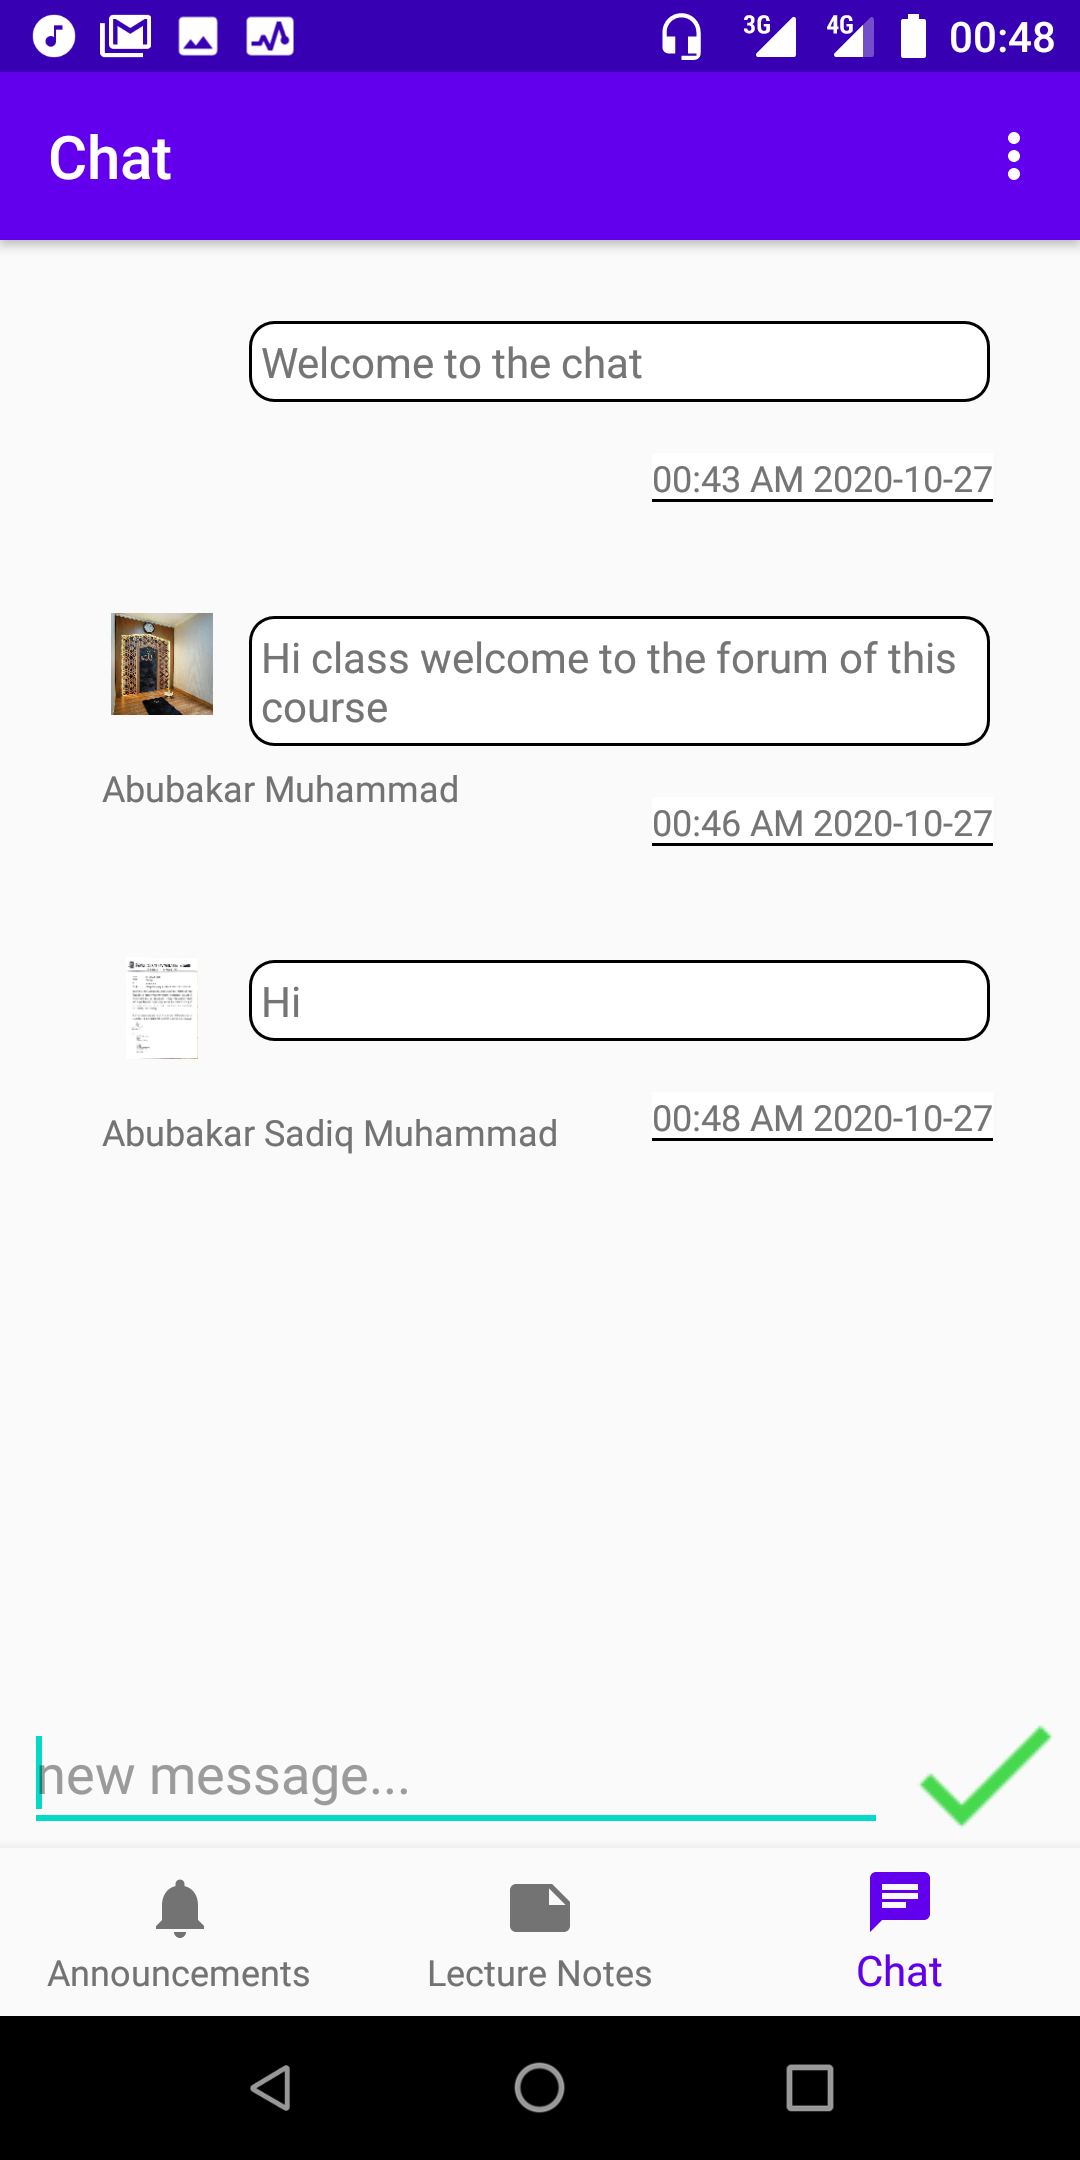 3G 4G 00:48
Chat
Welcome to the chat
00:43 AM 2020-10-27
Hi class welcome to the forum of this
course
Abubakar Muhammad
00:46 AM 2020-10-27
Hi
Abubakar Sadiq Muhammad
00:48 AM 2020-10-27
new message...
Announcements
Lecture Notes
Chat